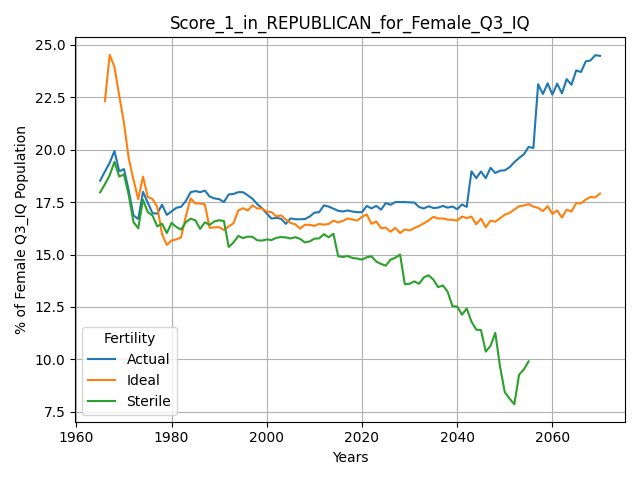 Score_1_in_REPUBLICAN_for_Female_Q3_IQ
% of Female Q3_IQ Population
25.0
22.5
20.0
17.5
15.0
12.5
10.0
7.5
Fertility
Actual
Ideal
Sterile
1960 1980 2000 2020 2040 2060
Years